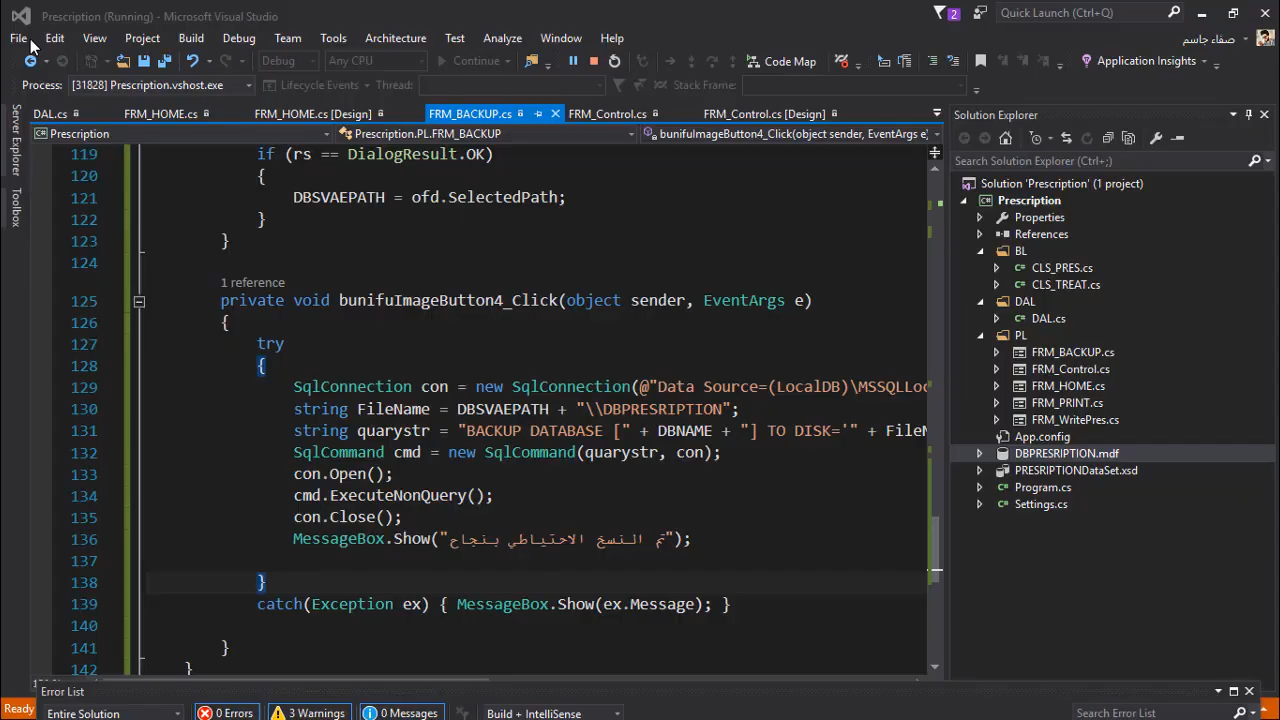 Prescription (Running) - Microsoft Visual Studio
2
Quick Launch (Ctrl+Q)
File Edit View Project Build Debug Team Tools Architecture Test Analyze Window Help
صفاء جاسم
Debug Any CPU Continue Code Map Application Insights
Process: [31828] Prescription.vshost.exe Lifecycle Events Thread: Stack Frame:
DAL.cs FRM_HOME.cs FRM_HOME.cs [Design] FRM_BACKUP.cs FRM_Control.cs FRM_Control.cs [Design]
Prescription Prescription.PL.FRM_BACKUP bunifuImageButton4_Click(object sender, EventArgs e)
Server Explorer
Toolbox
119 if (rs == DialogResult.OK)
120 {
121 DBSVAEPATH = ofd.SelectedPath;
122 }
123 }
124
1 reference
125 private void bunifuImageButton4_Click(object sender, EventArgs e)
126 {
127 try
128 {
129 SqlConnection con = new SqlConnection(@"Data Source=(LocalDB)\MSSQLLoc
130 string FileName = DBSVAEPATH + "\\DBPRESRIPTION";
131 string quarystr = "BACKUP DATABASE [" + DBNAME + "] TO DISK='" + FileN
132 SqlCommand cmd = new SqlCommand(quarystr, con);
133 con.Open();
134 cmd.ExecuteNonQuery();
135 con.Close();
136 MessageBox.Show("تم النسخ الاحتياطي بنجاح");
137
138 }
139 catch(Exception ex) { MessageBox.Show(ex.Message); }
140
141 }
142 }
Solution Explorer
Search Solution Explorer (Ctrl+;)
Solution 'Prescription' (1 project)
Prescription
Properties
References
BL
CLS_PRES.cs
CLS_TREAT.cs
DAL
DAL.cs
PL
FRM_BACKUP.cs
FRM_Control.cs
FRM_HOME.cs
FRM_PRINT.cs
FRM_WritePres.cs
App.config
DBPRESRIPTION.mdf
PRESRIPTIONDataSet.xsd
Program.cs
Settings.cs
Error List
Ready
Entire Solution 0 Errors 3 Warnings 0 Messages Build + IntelliSense Search Error List